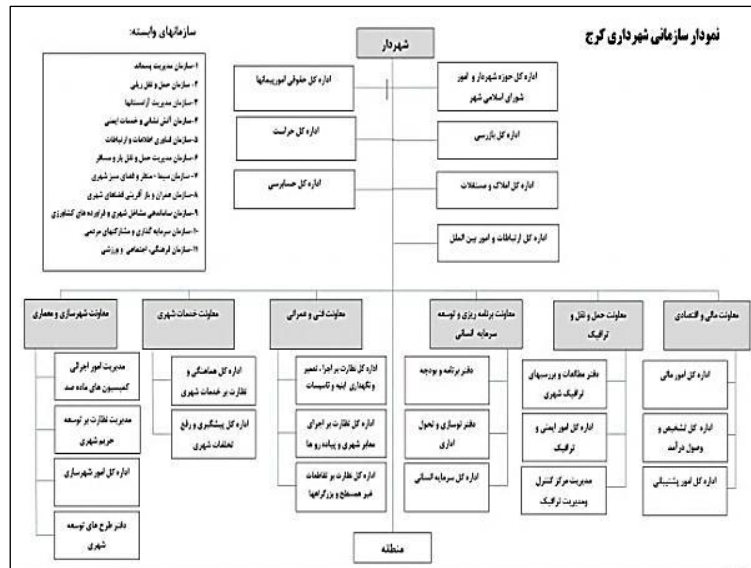 نمودار سازمانی شهرداری کرج
شهردار
سازمانهای وابسته:
۱-سازمان مدیریت پسماند
۲- سازمان حمل و نقل ریلی
۳-سازمان مدیریت آرامستانها
۴-سازمان آتش نشانی و خدمات ایمنی
۵-سازمان فناوری اطلاعات و ارتباطات
۶-سازمان مدیریت حمل و نقل بار و مسافر
۷-سازمان سیما - منظر و فضای سبز شهری
۸-سازمان عمران و باز آفرینی فضاهای شهری
۹-سازمان ساماندهی مشاغل شهری و فراورده های کشاورزی
۱۰-سازمان سرمایه گذاری و مشارکتهای مردمی
۱۱-سازمان فرهنگی، اجتماعی و ورزشی
اداره کل حوزه شهردار و امور
شورای اسلامی شهر
اداره کل حقوقی امورپیمانها
اداره کل بازرسی
اداره کل حراست
اداره کل املاک و مستغلات
اداره کل حسابرسی
اداره کل ارتباطات و امور بین الملل
معاونت مالی و اقتصادی
اداره کل امور مالی
اداره کل تشخیص و
وصول درآمد
اداره کل امور پشتیبانی
معاونت حمل و نقل و
ترافیک
دفتر مطالعات و بررسیهای
ترافیک شهری
اداره کل امور ایمنی و
ترافیک
مدیریت مرکز کنترل
ومدیریت ترافیک
معاونت برنامه ریزی و توسعه
سرمایه انسانی
دفتر برنامه و بودجه
دفتر نوسازی و تحول
اداری
اداره کل سرمایه انسانی
معاونت فنی و عمرانی
اداره کل نظارت بر اجرا ، تعمیر
و نگهداری ابنیه و تاسیسات
اداره کل نظارت بر اجرای
معابر شهری و پیاده رو ها
اداره کل نظارت بر تقاطعات
غیر همسطح و بزرگراهها
معاونت خدمات شهری
اداره کل هماهنگی و
نظارت بر خدمات شهری
اداره کل پیشگیری و رفع
تخلفات شهری
معاونت شهرسازی و معماری
مدیریت امور اجرائی
کمیسیون های ماده صد
مدیریت نظارت بر توسعه
حریم شهری
اداره کل امور شهرسازی
دفتر طرح های توسعه
شهری
منطقه